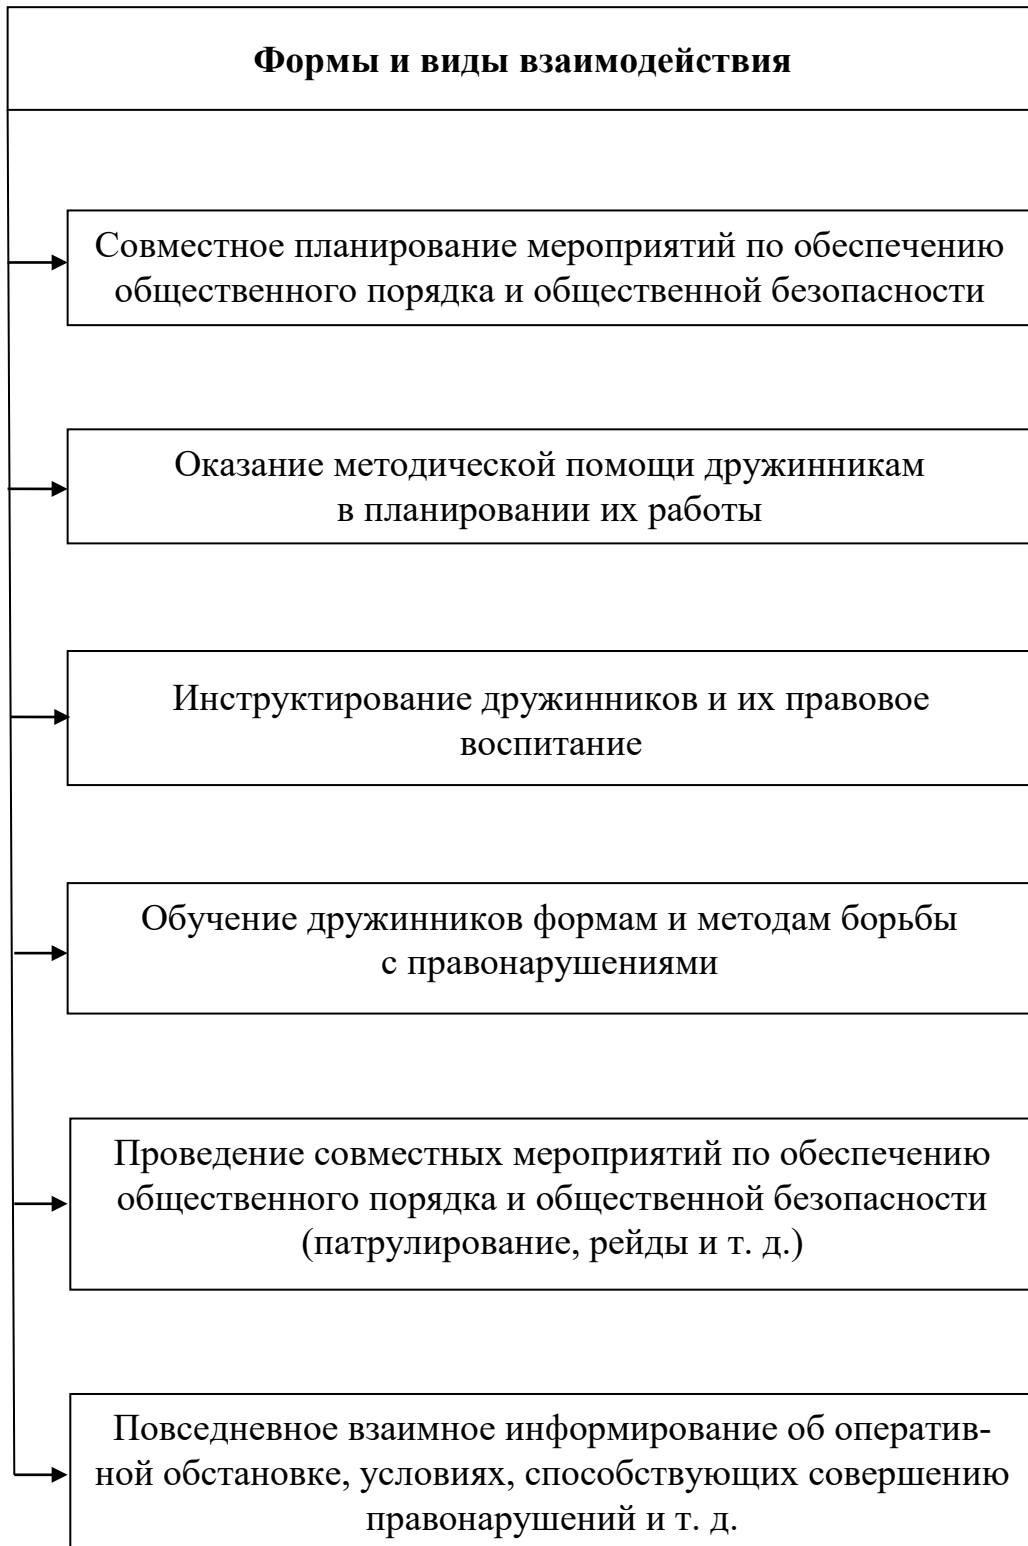 Формы и виды взаимодействия
Совместное планирование мероприятий по обеспечению
общественного порядка и общественной безопасности
Оказание методической помощи дружинникам
в планировании их работы
Инструктирование дружинников и их правовое
воспитание
Обучение дружинников формам и методам борьбы
с правонарушениями
Проведение совместных мероприятий по обеспечению
общественного порядка и общественной безопасности
(патрулирование, рейды и т. д.)
Повседневное взаимное информирование об оператив-
ной обстановке, условиях, способствующих совершению
правонарушений и т. д.